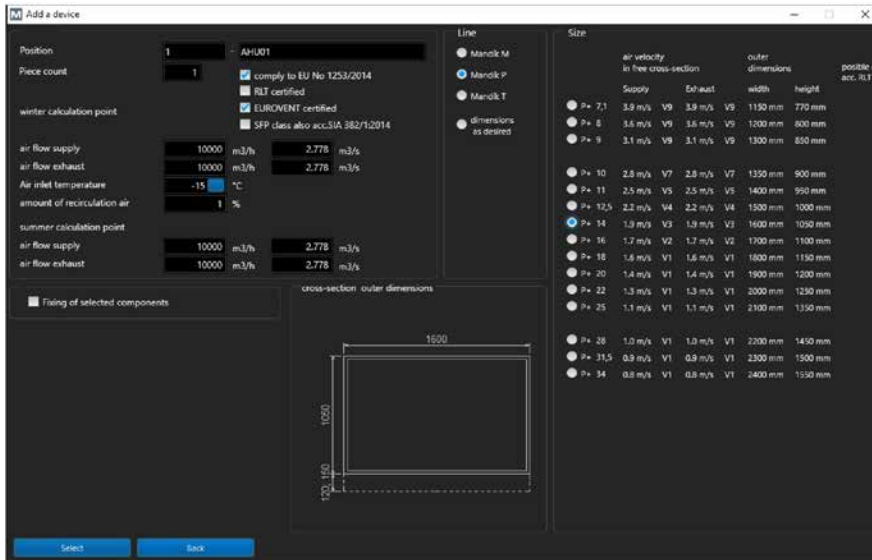 Add a device
Position 1 - AHU01
Piece count 1
comply to EU No 1253/2014
RLT certified
winter calculation point
EUROVENT certified
SFP class also acc.SIA 382/1:2014
air flow supply 10000 m3/h 2.778 m3/s
air flow exhaust 10000 m3/h 2.778 m3/s
Air inlet temperature -15 °C
amount of recirculation air 1 %
summer calculation point
air flow supply 10000 m3/h 2.778 m3/s
air flow exhaust 10000 m3/h 2.778 m3/s
Line
Mandík M
Mandík P
Mandík T
dimensions
as desired
Size
air velocity
in free cross-section
outer
dimensions
acc. RLT
Supply Exhaust width height
P+ 7,1 3.9 m/s V9 3.9 m/s V9 1150 mm 770 mm
P+ 8 3.6 m/s V9 3.6 m/s V9 1200 mm 800 mm
P+ 9 3.1 m/s V9 3.1 m/s V9 1300 mm 850 mm
P+ 10 2.8 m/s V7 2.8 m/s V7 1350 mm 900 mm
P+ 11 2.5 m/s V5 2.5 m/s V5 1400 mm 950 mm
P+ 12,5 2.2 m/s V4 2.2 m/s V4 1500 mm 1000 mm
P+ 14 1.9 m/s V3 1.9 m/s V3 1600 mm 1050 mm
P+ 16 1.7 m/s V2 1.7 m/s V2 1700 mm 1100 mm
P+ 18 1.6 m/s V1 1.6 m/s V1 1800 mm 1150 mm
P+ 20 1.4 m/s V1 1.4 m/s V1 1900 mm 1200 mm
P+ 22 1.3 m/s V1 1.3 m/s V1 2000 mm 1250 mm
P+ 25 1.1 m/s V1 1.1 m/s V1 2100 mm 1350 mm
P+ 28 1.0 m/s V1 1.0 m/s V1 2200 mm 1450 mm
P+ 31,5 0.9 m/s V1 0.9 m/s V1 2300 mm 1500 mm
P+ 34 0.8 m/s V1 0.8 m/s V1 2400 mm 1550 mm
Fixing of selected components
cross-section outer dimensions
1600
1050
120; 150
Select Back